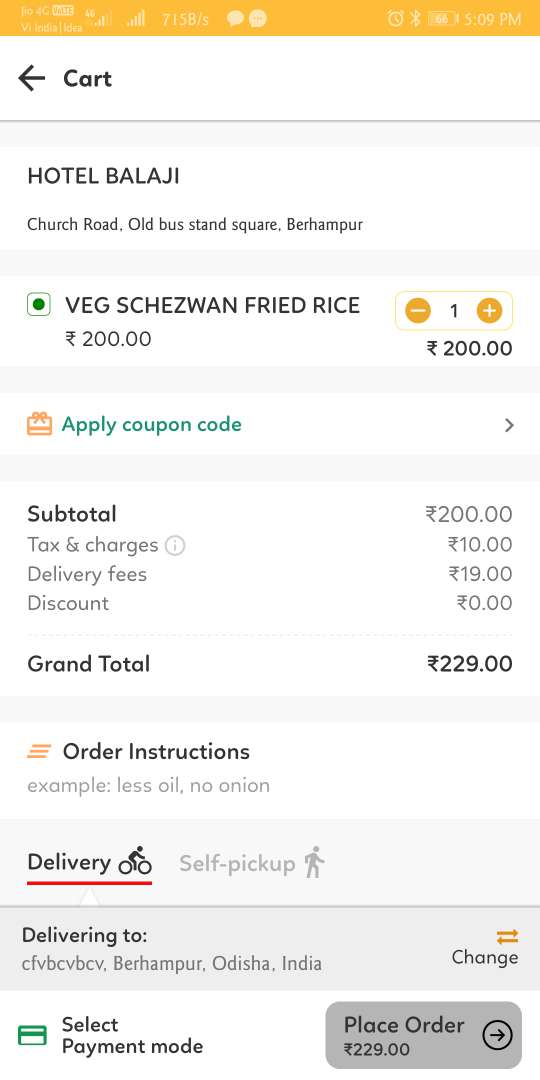 Jio 4G VoLTE 4G 715B/s 66 5:09 PM
Vi India | Idea
Cart
HOTEL BALAJI
Church Road, Old bus stand square, Berhampur
VEG SCHEZWAN FRIED RICE 1
₹ 200.00 ₹ 200.00
Apply coupon code
Subtotal ₹200.00
Tax & charges ₹10.00
Delivery fees ₹19.00
Discount ₹0.00
Grand Total ₹229.00
Order Instructions
example: less oil, no onion
Delivery Self-pickup
Delivering to:
cfvbcvbcv, Berhampur, Odisha, India Change
Select Place Order
Payment mode ₹229.00